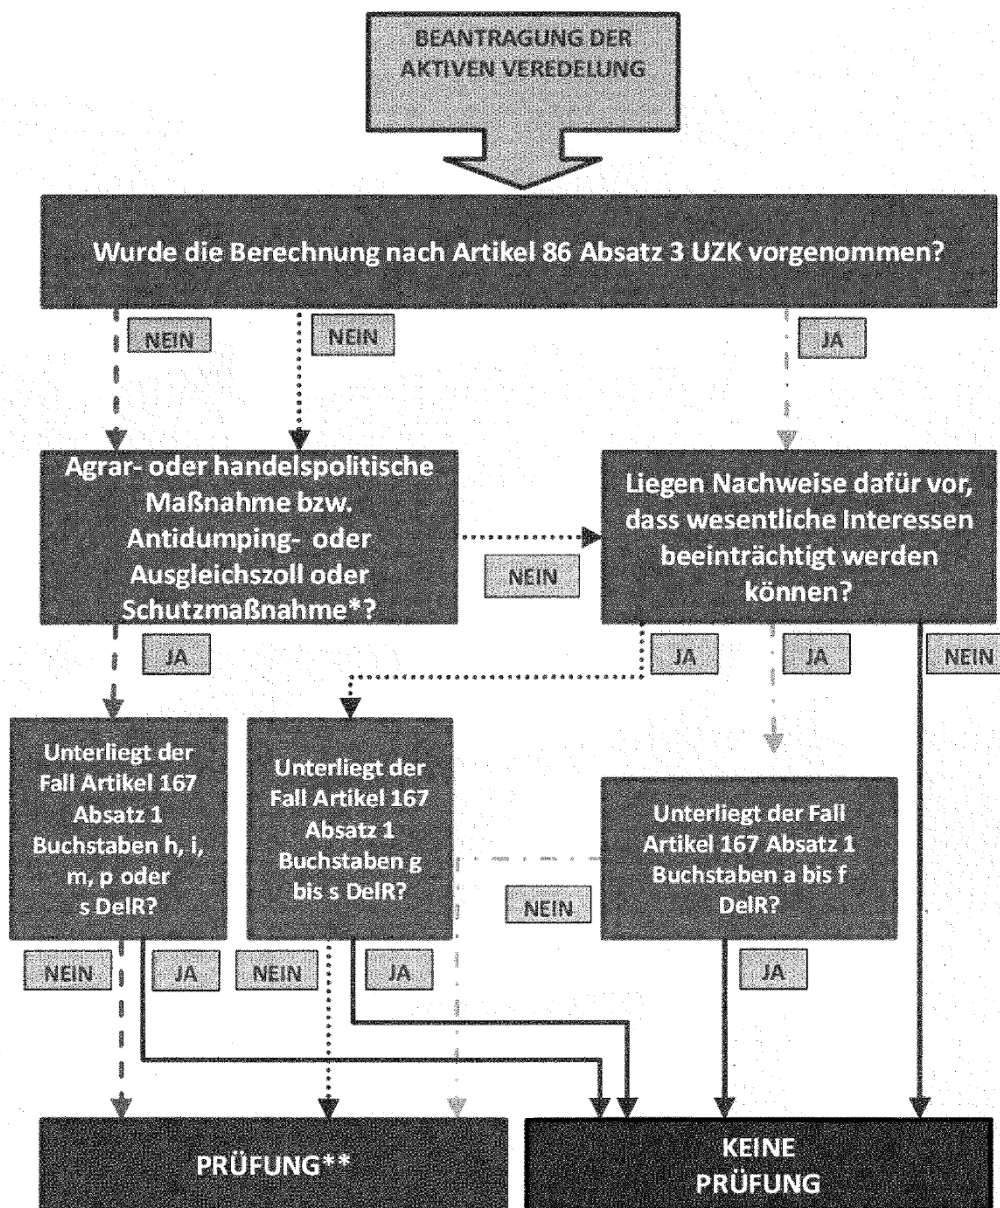 BEANTRAGUNG DER
AKTIVEN VEREDELUNG
Wurde die Berechnung nach Artikel 86 Absatz 3 UZK vorgenommen?
NEIN
NEIN
JA
Agrar- oder handelspolitische
Maßnahme bzw.
Antidumping- oder
Ausgleichszoll oder
Schutzmaßnahme*?
NEIN
Liegen Nachweise dafür vor,
dass wesentliche Interessen
beeinträchtigt werden
können?
JA
JA
JA
NEIN
Unterliegt der
Fall Artikel 167
Absatz 1
Buchstaben h, i,
m, p oder
s DelR?
Unterliegt der
Fall Artikel 167
Absatz 1
Buchstaben g
bis s DelR?
Unterliegt der Fall
Artikel 167 Absatz 1
Buchstaben a bis f
DelR?
NEIN
NEIN
JA
NEIN
JA
JA
PRÜFUNG**
KEINE
PRÜFUNG